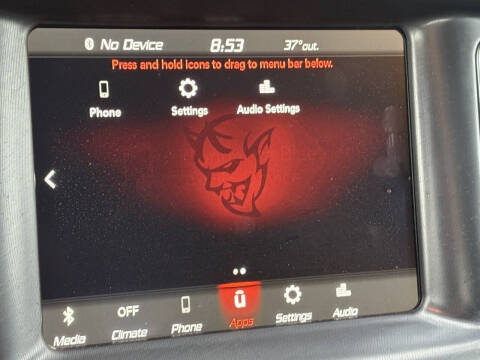 No Device 8:53 37°out.
Press and hold icons to drag to menu bar below.
Phone Settings Audio Settings
Media OFF Climate Phone Apps Settings Audio